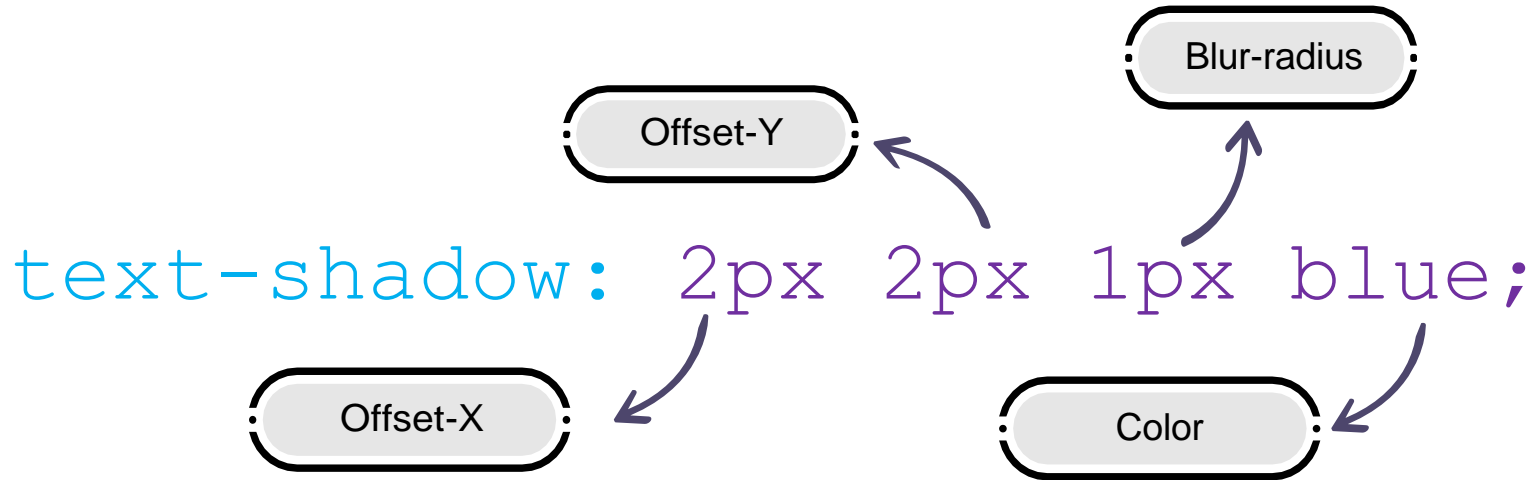 Blur-radius
Offset-Y
text-shadow: 2px 2px 1px blue;
Offset-X
Color